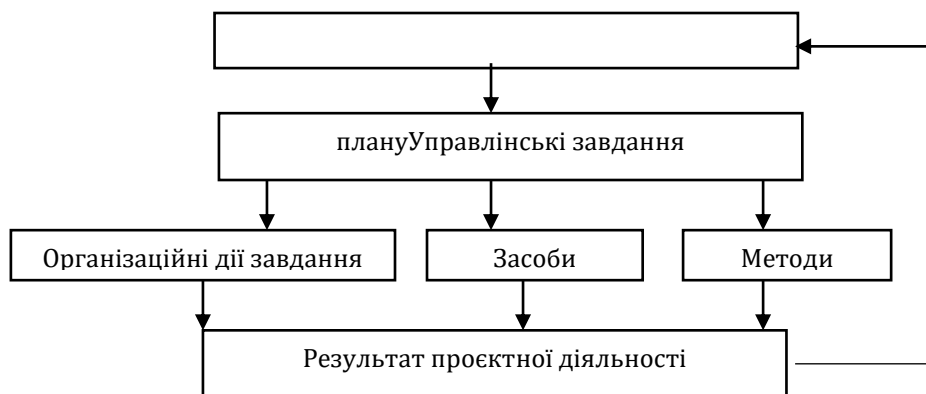 плануУправлінські завдання
Організаційні дії завдання
Засоби
Методи
Результат проєктної діяльності